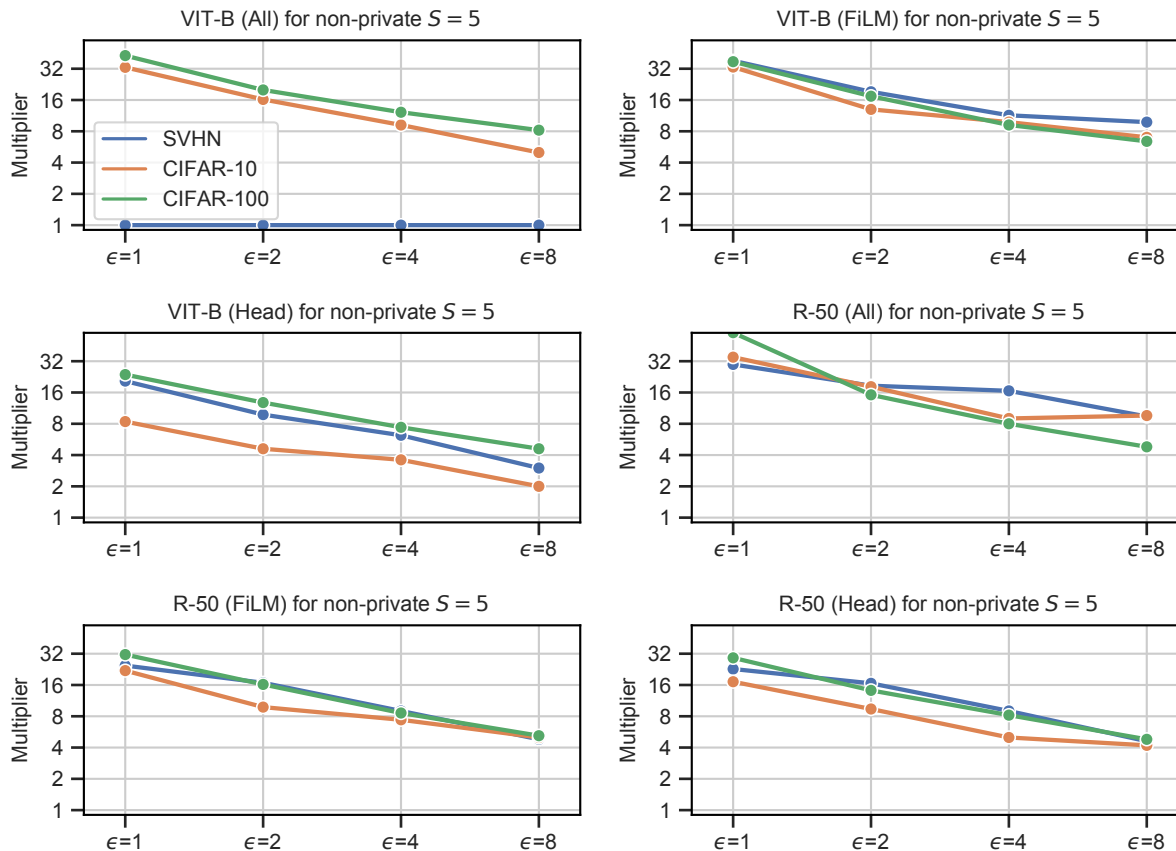 VIT-B (All) for non-private S = 5
Multiplier
32
16
8
4
2
1
SVHN
CIFAR-10
CIFAR-100
ϵ=1
ϵ=2
ϵ=4
ϵ=8
VIT-B (FiLM) for non-private S = 5
Multiplier
32
16
8
4
2
1
ϵ=1
ϵ=2
ϵ=4
ϵ=8
VIT-B (Head) for non-private S = 5
Multiplier
32
16
8
4
2
1
ϵ=1
ϵ=2
ϵ=4
ϵ=8
R-50 (All) for non-private S = 5
Multiplier
32
16
8
4
2
1
ϵ=1
ϵ=2
ϵ=4
ϵ=8
R-50 (FiLM) for non-private S = 5
Multiplier
32
16
8
4
2
1
ϵ=1
ϵ=2
ϵ=4
ϵ=8
R-50 (Head) for non-private S = 5
Multiplier
32
16
8
4
2
1
ϵ=1
ϵ=2
ϵ=4
ϵ=8